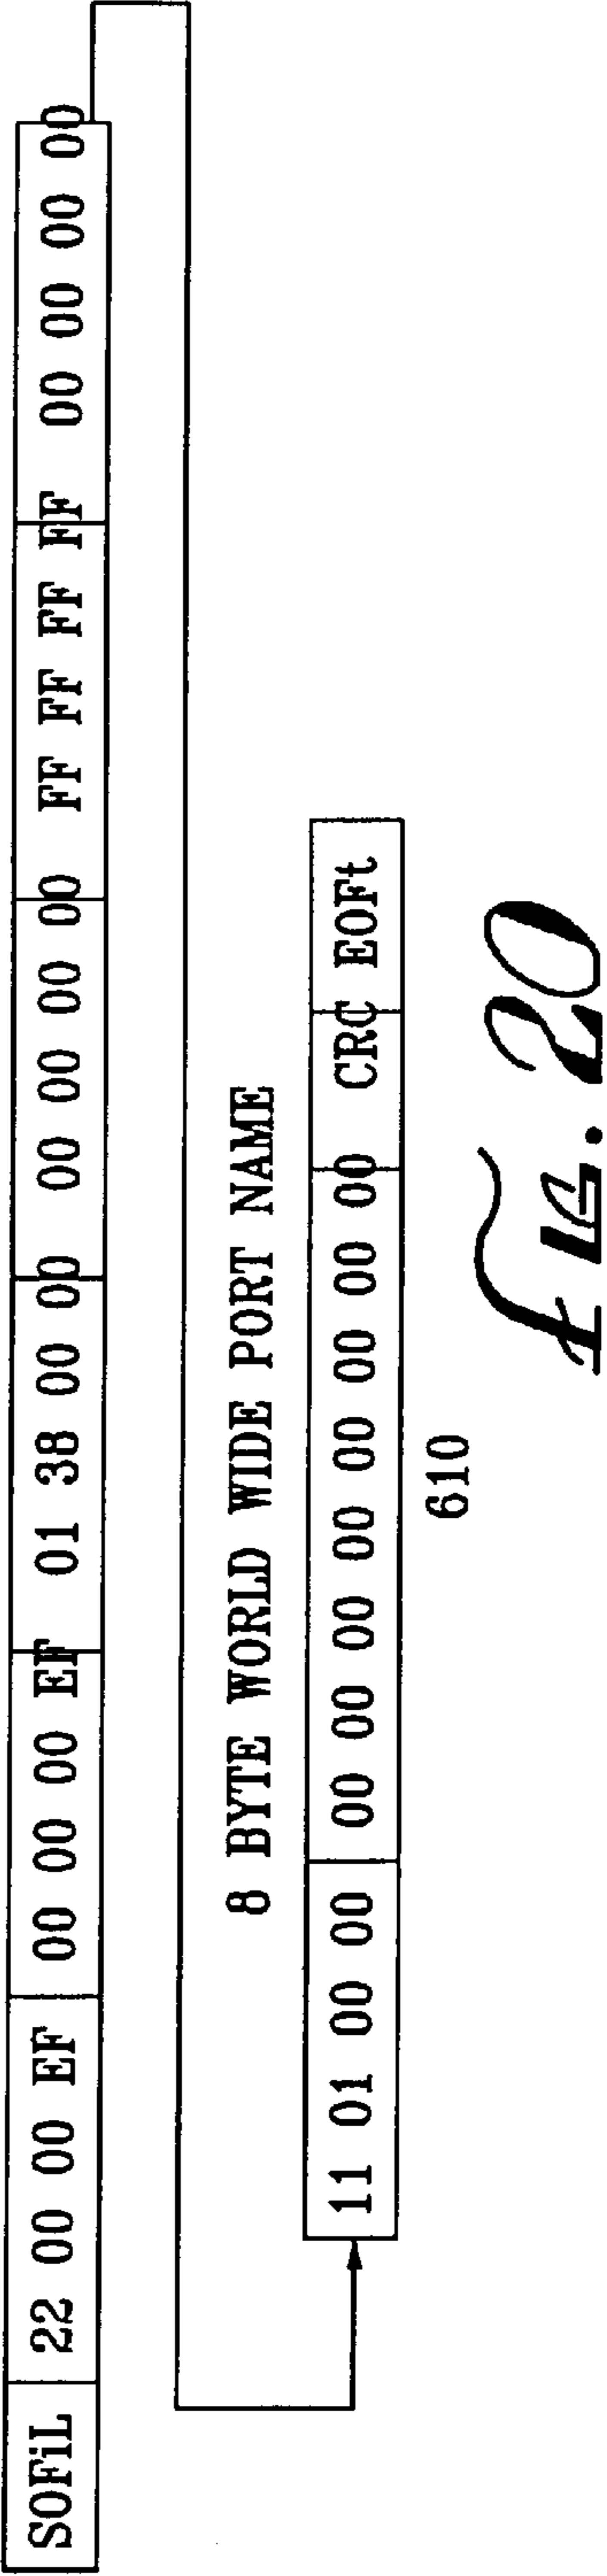 SOFiL 22 00 00 EF 00 00 00 EF 01 38 00 00 00 00 00 00 FF FF FF FF 00 00 00 00
8 BYTE WORLD WIDE PORT NAME
11 01 00 00 00 00 00 00 00 00 00 00 CRC EOFt
610
FIG. 20